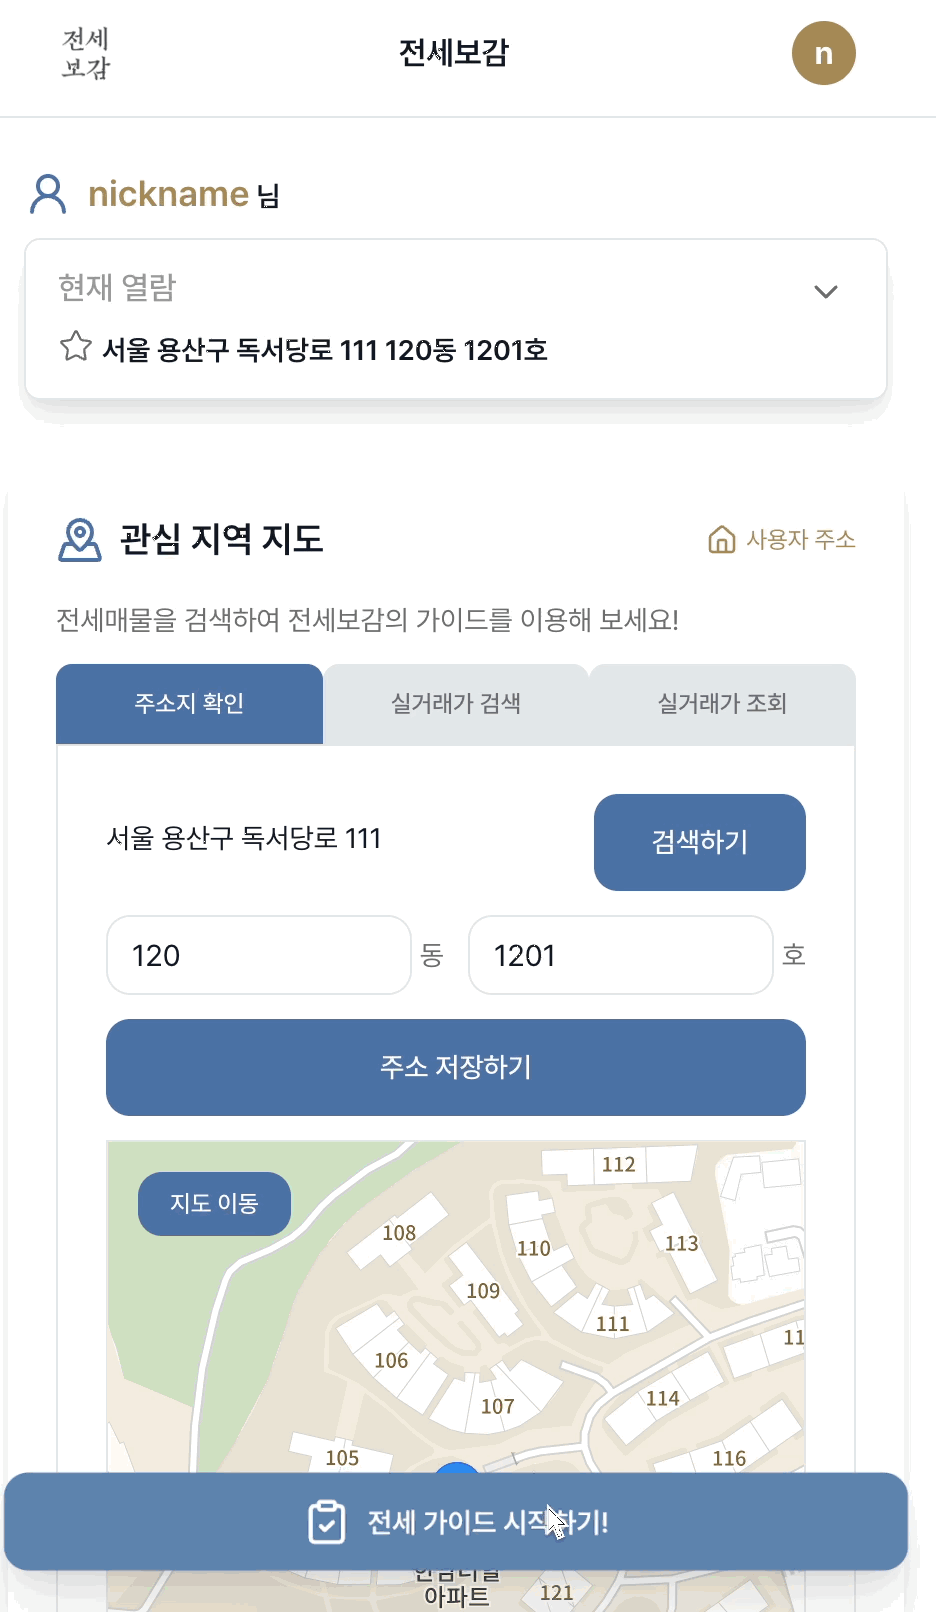 전세
보감
전세보감
n
nickname 님
현재 열람
서울 용산구 독서당로 111 120동 1201호
관심 지역 지도
사용자 주소
전세매물을 검색하여 전세보감의 가이드를 이용해 보세요!
주소지 확인
실거래가 검색
실거래가 조회
서울 용산구 독서당로 111
검색하기
120 동
1201 호
주소 저장하기
지도 이동
112
108
110
113
109
111
11
106
107
114
105
116
전세 가이드 시작하기!
아파트
121